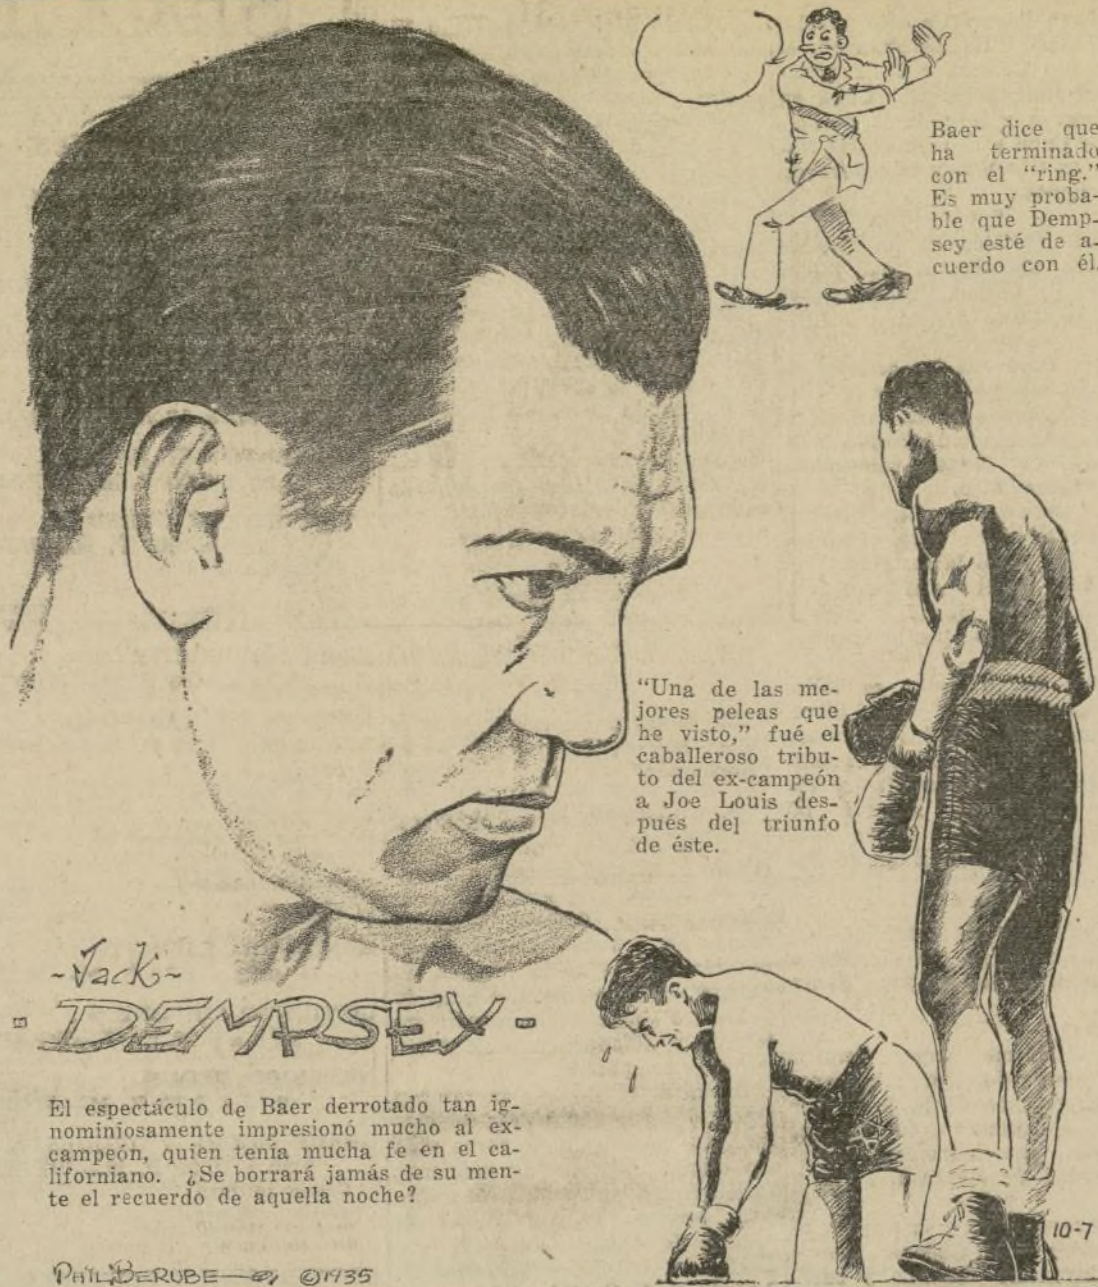 Baer dice que
ha terminado
con el "ring."
Es muy proba-
ble que Demp-
sey esté de a-
cuerdo con él.
"Una de las me-
jores peleas que
he visto," fué el
caballeroso tribu-
to del ex-campeón
a Joe Louis des-
pués del triunfo
de éste.
~Jack~
- DEMPSEY -
El espectáculo de Baer derrotado tan ig-
nominiosamente impresionó mucho al ex-
campeón, quien tenía mucha fe en el ca-
liforniano. ¿Se borrará jamás de su men-
te el recuerdo de aquella noche?
10-7
PHIL BERUBE ©1935